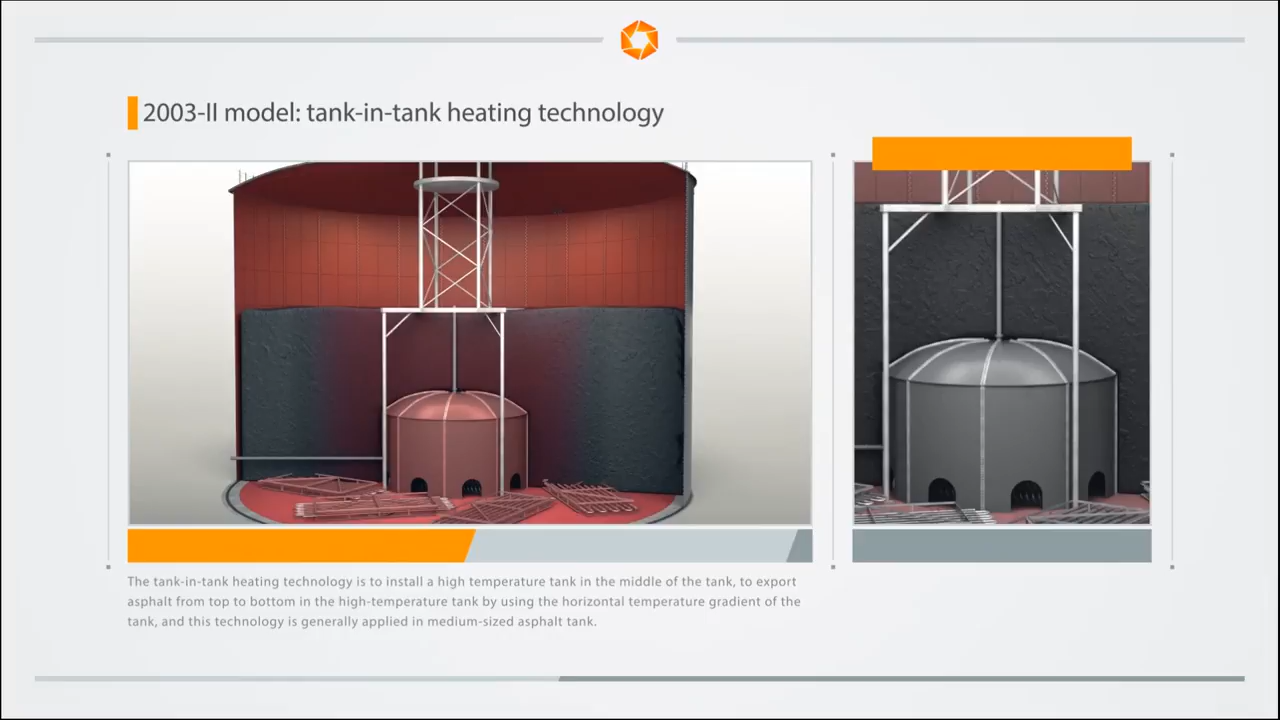 2003-II model: tank-in-tank heating technology
The tank-in-tank heating technology is to install a high temperature tank in the middle of the tank, to export
asphalt from top to bottom in the high-temperature tank by using the horizontal temperature gradient of the
tank, and this technology is generally applied in medium-sized asphalt tank.